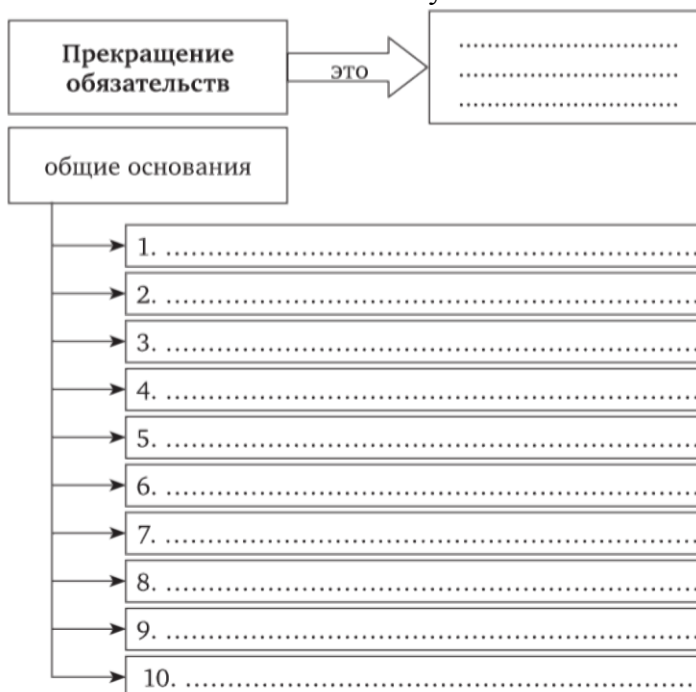 у
Прекращение
обязательств
это
....................................
....................................
....................................
общие основания
1. ................................................................
2. ................................................................
3. ................................................................
4. ................................................................
5. ................................................................
6. ................................................................
7. ................................................................
8. ................................................................
9. ................................................................
10. ................................................................